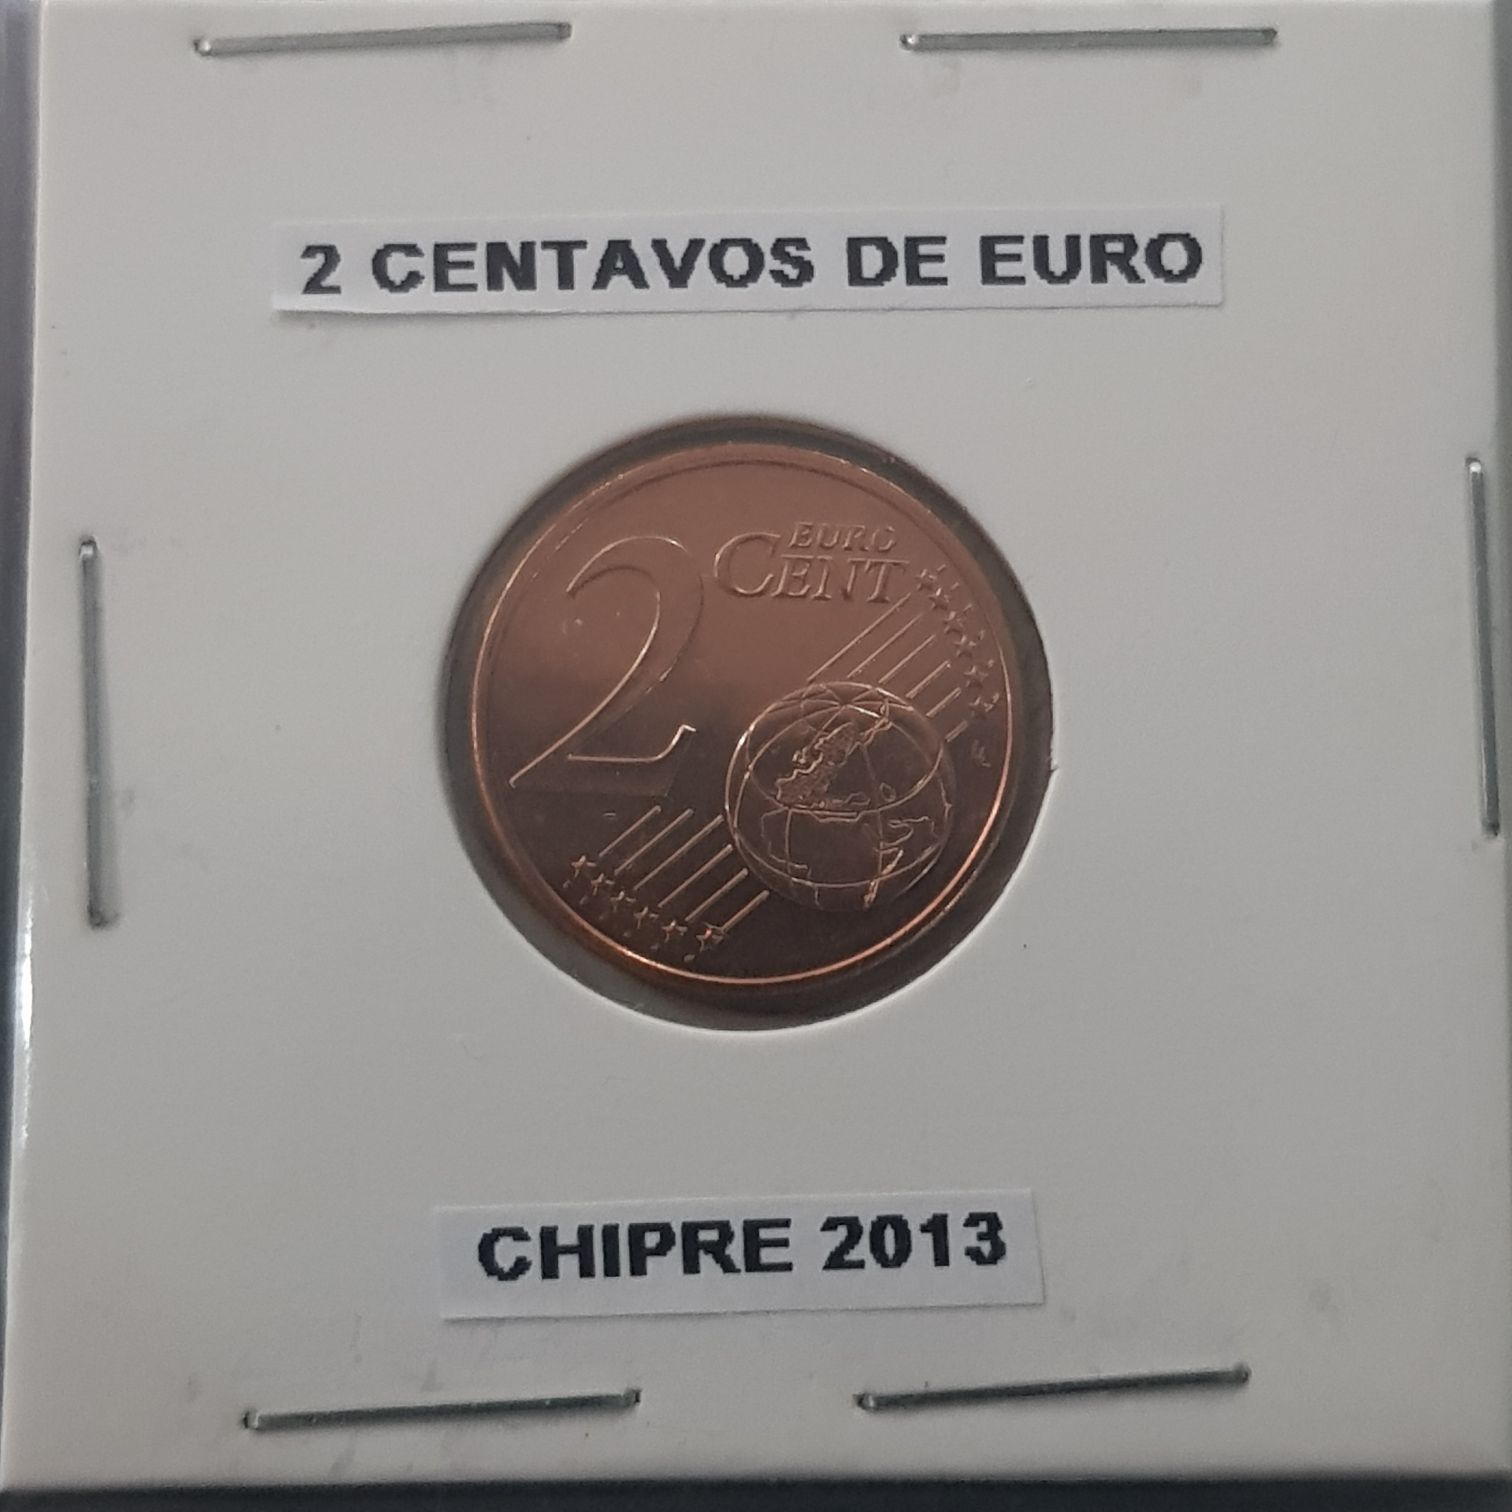 2 CENTAVOS DE EURO
2
EURO
CENT
CHIPRE 2013